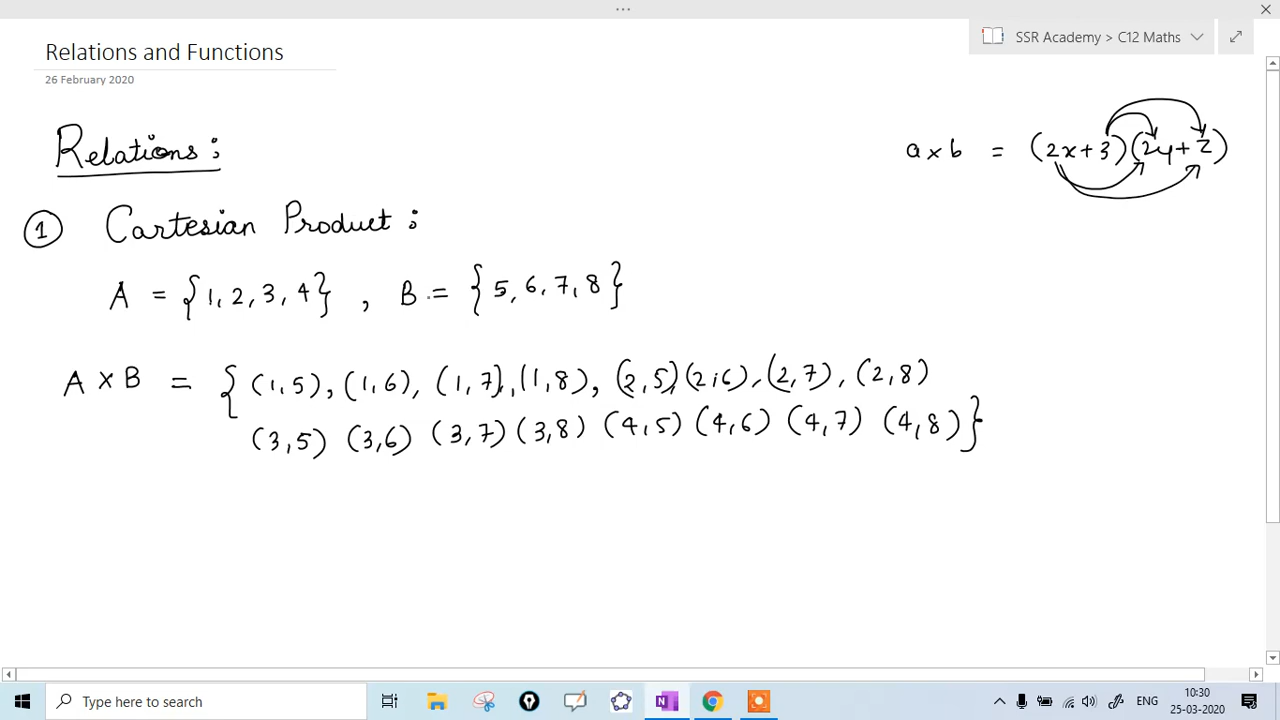 Relations and Functions
SSR Academy > C12 Maths
26 February 2020
Relations :
a x b = (2x+3)(2y+z)
1 Cartesian Product :
A = {1, 2, 3, 4} , B = {5, 6, 7, 8}
A x B = {(1,5), (1,6), (1,7), (1,8), (2,5), (2,6), (2,7), (2,8)
(3,5) (3,6) (3,7) (3,8) (4,5) (4,6) (4,7) (4,8)}
Type here to search
ENG
10:30
25-03-2020